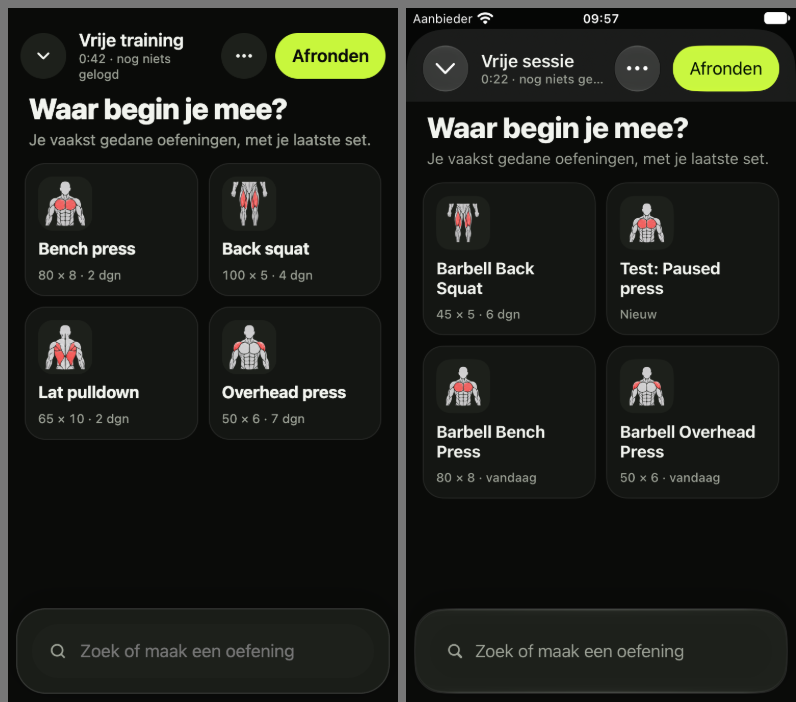 Vrije training
0:42 · nog niets
gelogd
Afronden
Waar begin je mee?
Je vaakst gedane oefeningen, met je laatste set.
Bench press
80 × 8 · 2 dgn
Back squat
100 × 5 · 4 dgn
Lat pulldown
65 × 10 · 2 dgn
Overhead press
50 × 6 · 7 dgn
Zoek of maak een oefening
Aanbieder
09:57
Vrije sessie
0:22 · nog niets ge...
Afronden
Waar begin je mee?
Je vaakst gedane oefeningen, met je laatste set.
Barbell Back
Squat
45 × 5 · 6 dgn
Test: Paused
press
Nieuw
Barbell Bench
Press
80 × 8 · vandaag
Barbell Overhead
Press
50 × 6 · vandaag
Zoek of maak een oefening